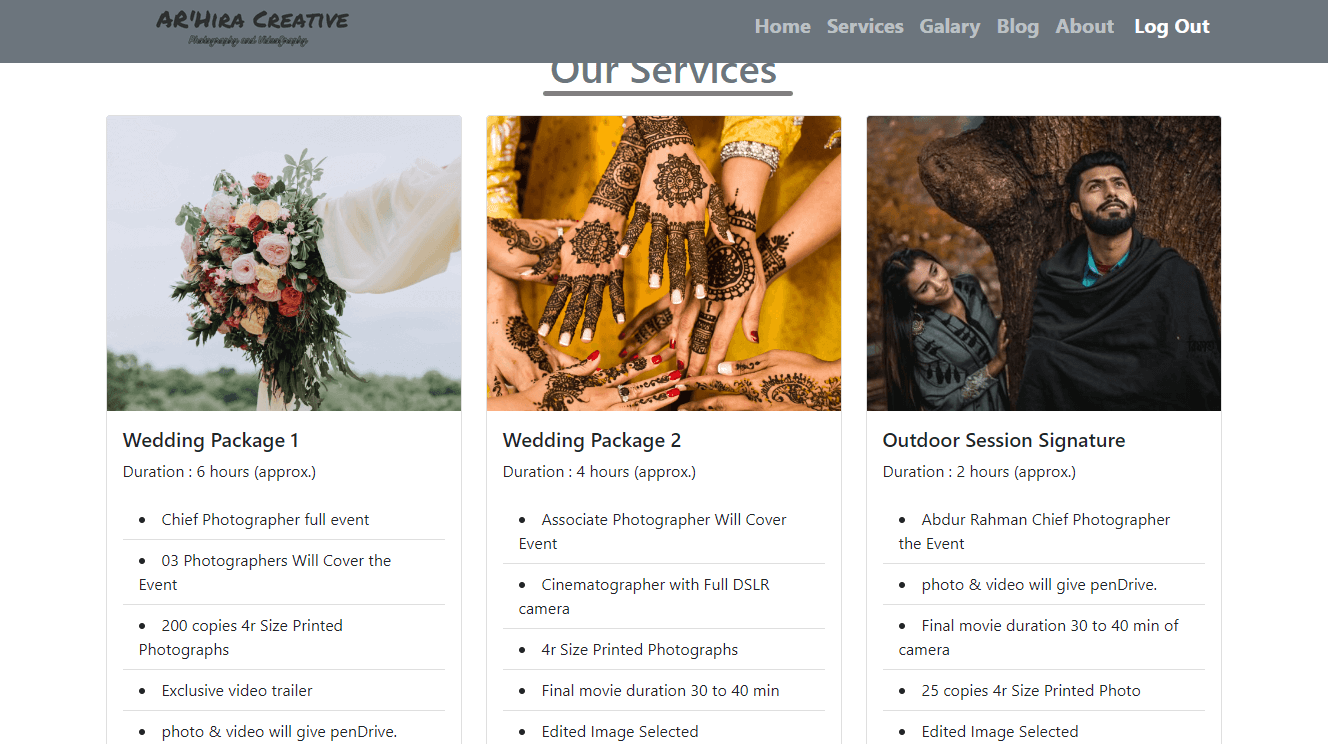 AR'Hira Creative
Photography and Videography
Home Services Galary Blog About Log Out
Our Services
Wedding Package 1
Duration : 6 hours (approx.)
• Chief Photographer full event
• 03 Photographers Will Cover the
Event
• 200 copies 4r Size Printed
Photographs
• Exclusive video trailer
• photo & video will give penDrive.
Wedding Package 2
Duration : 4 hours (approx.)
• Associate Photographer Will Cover
Event
• Cinematographer with Full DSLR
camera
• 4r Size Printed Photographs
• Final movie duration 30 to 40 min
• Edited Image Selected
Outdoor Session Signature
Duration : 2 hours (approx.)
• Abdur Rahman Chief Photographer
the Event
• photo & video will give penDrive.
• Final movie duration 30 to 40 min of
camera
• 25 copies 4r Size Printed Photo
• Edited Image Selected